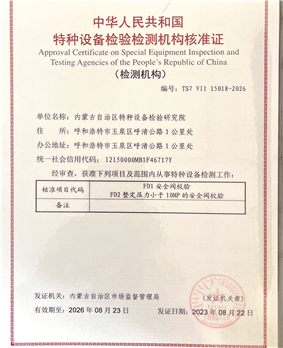 中华人民共和国
特种设备检验检测机构核准证
Approval Certificate on Special Equipment Inspection and
Testing Agencies of the People's Republic of China
(检测机构)
编号: TS7 VII 15018-2026
单位名称: 内蒙古自治区特种设备检验研究院
住 所: 呼和浩特市玉泉区呼清公路1公里处
办公地址: 呼和浩特市玉泉区呼清公路1公里处
统一社会信用代码: 12150000MB1F46717Y
经审查, 获准下列项目及范围内从事特种设备检测工作:
核准项目代码 FD1 安全阀校验
FD2 整定压力小于10MP的安全阀校验
备注
发证机关: 内蒙古自治区市场监督管理局 (发证机关章)
有效期至: 2026年08月23日 发证日期: 2023年08月22日